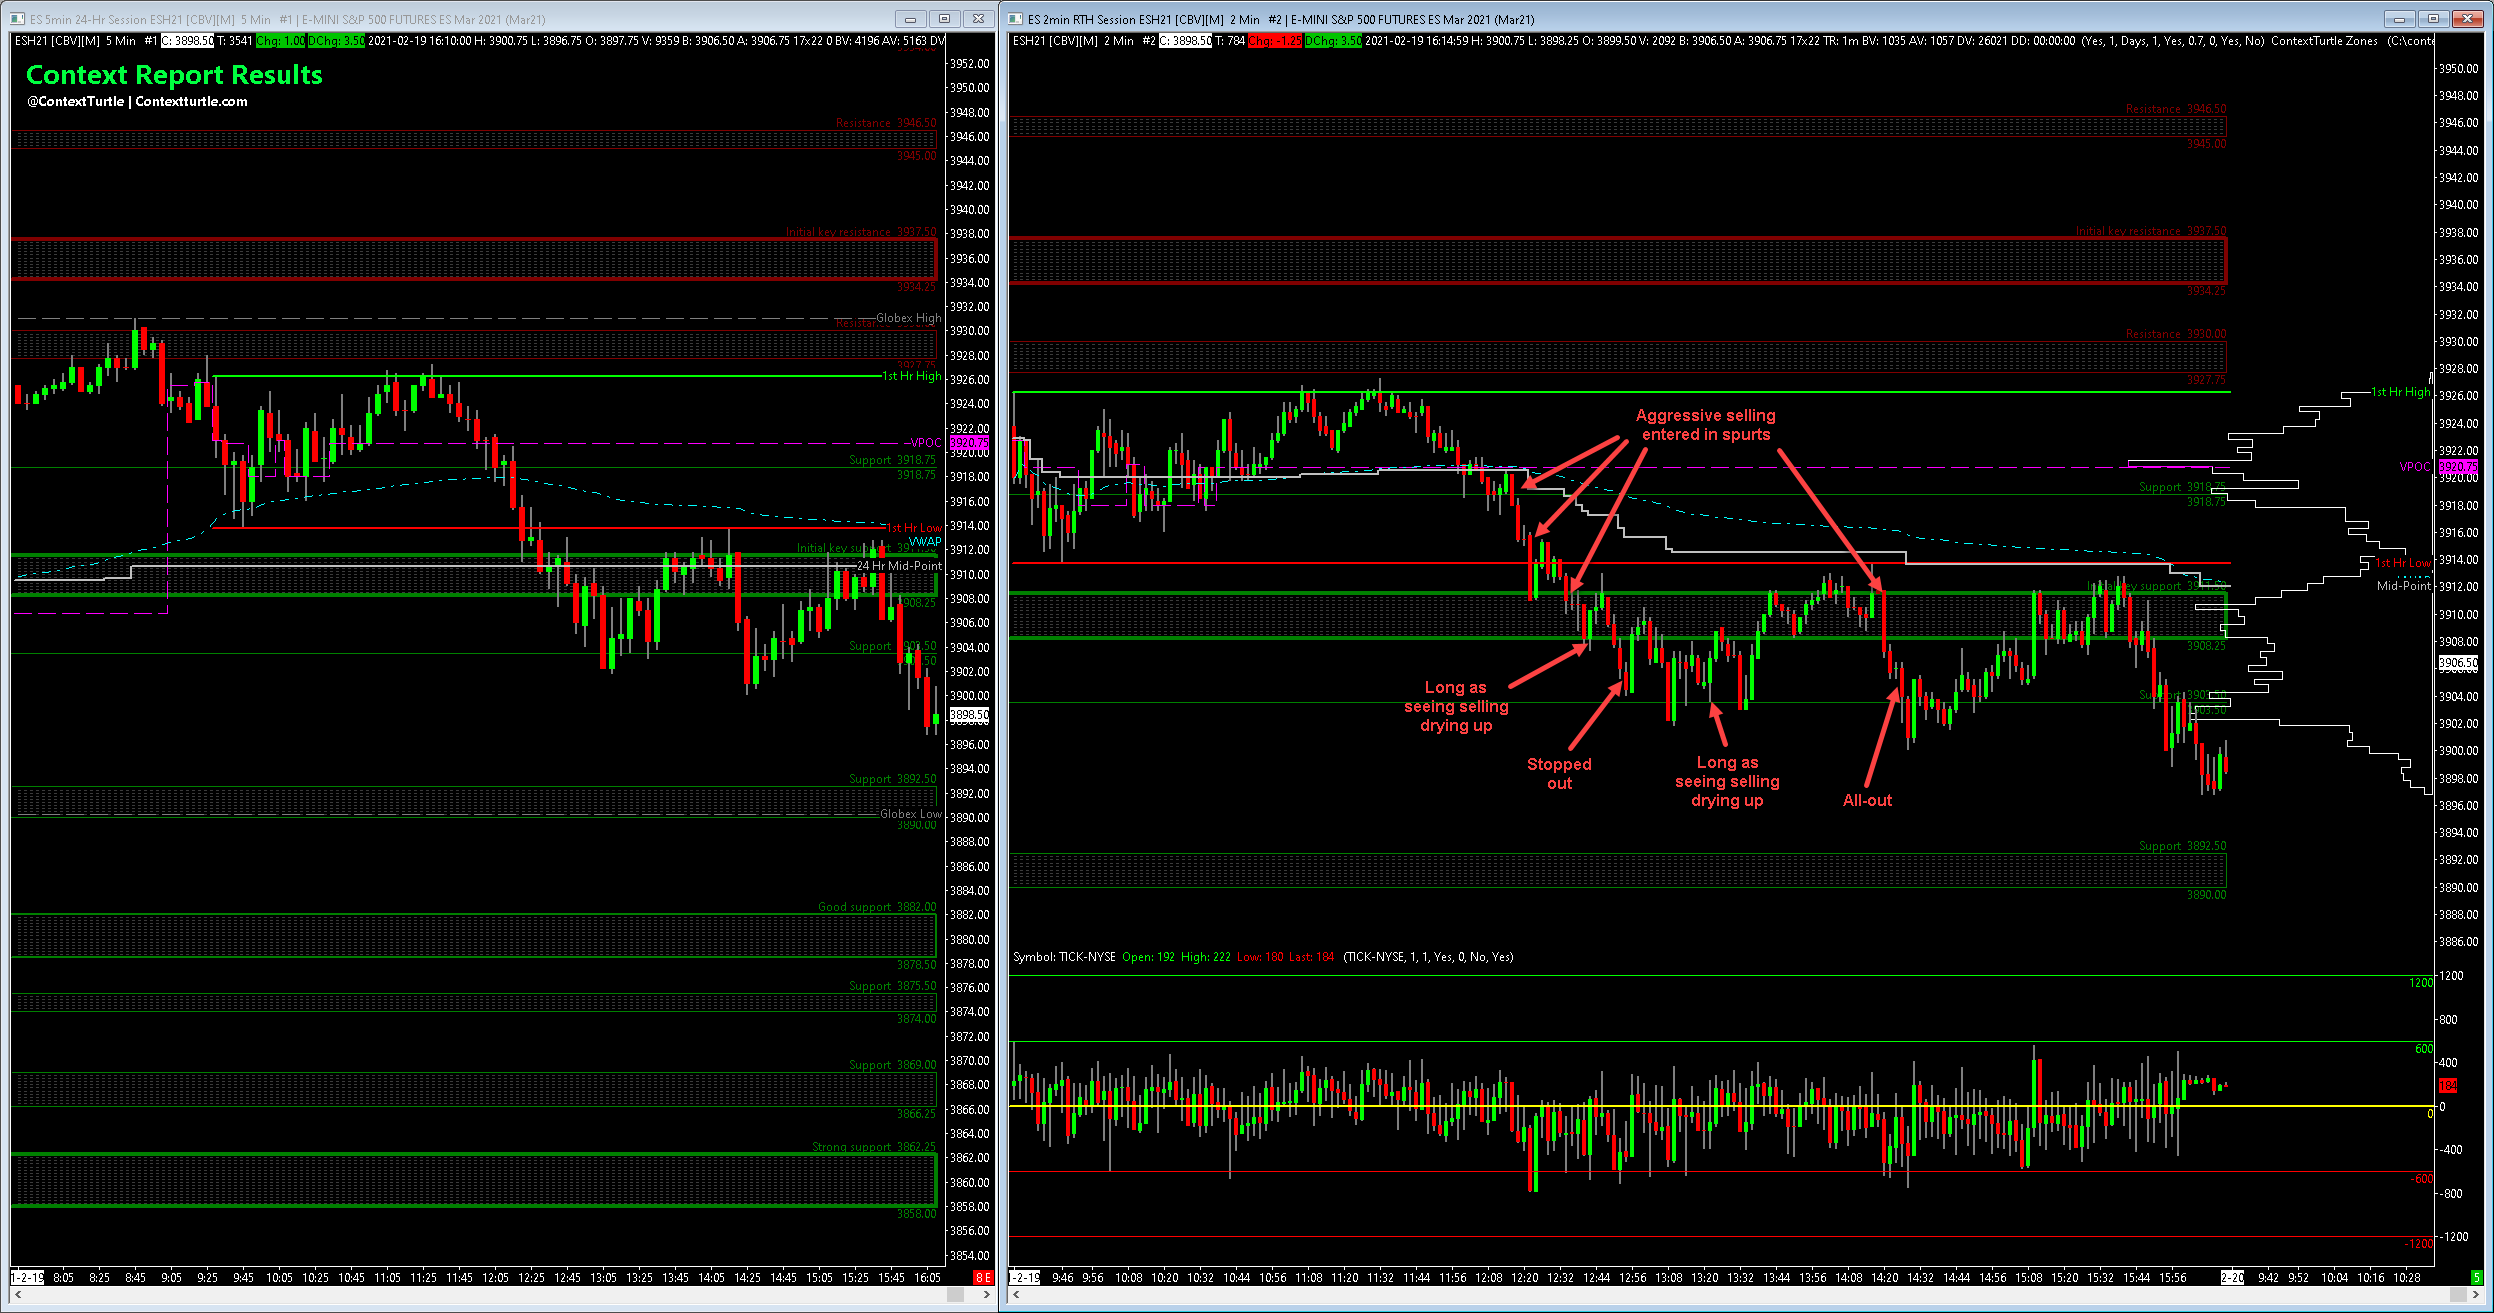 ES 5min 24-Hr Session ESH21 [CBV][M] 5 Min #1 | E-MINI S&P 500 FUTURES ES Mar 2021 (Mar21)
ESH21 [CBV][M] 5 Min #1 C: 3898.50 T: 3541 Chg: 1.00 DChg: 3.50 2021-02-19 16:10:00 H: 3900.75 L: 3896.75 O: 3897.75 V: 9359 B: 3906.50 A: 3906.75 17x22 0 BV: 4196 AV: 5163 DV
Context Report Results
@ContextTurtle | Contextturtle.com
Resistance 3946.50
3945.00
Initial key resistance 3937.50
3934.25
Globex High
1st Hr High
VPOC
Support 3918.75
3918.75
1st Hr Low
VWAP
24 Hr Mid-Point
3908.25
Support 3903.50
Support 3892.50
Globex Low
3890.00
Good support 3882.00
3878.50
Support 3875.50
3874.00
Support 3869.00
3866.25
Strong support 3862.25
3858.00
3952.00
3950.00
3948.00
3946.00
3944.00
3942.00
3940.00
3938.00
3936.00
3934.00
3932.00
3930.00
3928.00
3926.00
3924.00
3922.00
3920.75
3920.00
3918.00
3916.00
3914.00
3912.00
3910.00
3908.00
3906.00
3904.00
3902.00
3900.00
3898.50
3896.00
3894.00
3892.00
3890.00
3888.00
3886.00
3884.00
3882.00
3880.00
3878.00
3876.00
3874.00
3872.00
3870.00
3868.00
3866.00
3864.00
3862.00
3860.00
3858.00
3856.00
3854.00
1-2-19 8:05 8:25 8:45 9:05 9:25 9:45 10:05 10:25 10:45 11:05 11:25 11:45 12:05 12:25 12:45 13:05 13:25 13:45 14:05 14:25 14:45 15:05 15:25 15:45 16:05 8 E
ES 2min RTH Session ESH21 [CBV][M] 2 Min #2 | E-MINI S&P 500 FUTURES ES Mar 2021 (Mar21)
ESH21 [CBV][M] 2 Min #2 C: 3898.50 T: 784 Chg: -1.25 DChg: 3.50 2021-02-19 16:14:59 H: 3900.75 L: 3898.25 O: 3899.50 V: 2092 B: 3906.50 A: 3906.75 17x22 TR: 1m BV: 1035 AV: 1057 DV: 26021 DD: 00:00:00 (Yes, 1, Days, 1, Yes, 0.7, 0, Yes, No) ContextTurtle Zones (C:\conte
Resistance 3946.50
3945.00
Initial key resistance 3937.50
3934.25
Resistance 3930.00
3927.75
1st Hr High
Aggressive selling
entered in spurts
VPOC
Support 3918.75
3918.75
1st Hr Low
Mid-Point
Initial key support 3911.50
3908.25
Long as
seeing selling
drying up
Stopped
out
Long as
seeing selling
drying up
All-out
Support 3903.50
3903.50
Support 3892.50
3890.00
3950.00
3948.00
3946.00
3944.00
3942.00
3940.00
3938.00
3936.00
3934.00
3932.00
3930.00
3928.00
3926.00
3924.00
3922.00
3920.75
3920.00
3918.00
3916.00
3914.00
3912.00
3910.00
3908.00
3906.50
3904.00
3902.00
3900.00
3898.00
3896.00
3894.00
3892.00
3890.00
3888.00
3886.00
Symbol: TICK-NYSE Open: 192 High: 222 Low: 180 Last: 184 (TICK-NYSE, 1, 1, Yes, 0, No, Yes)
1200
1200
800
600
400
184
0
0
-400
-600
-800
-1200
-1200
-2-19 9:46 9:56 10:08 10:20 10:32 10:44 10:56 11:08 11:20 11:32 11:44 11:56 12:08 12:20 12:32 12:44 12:56 13:08 13:20 13:32 13:44 13:56 14:08 14:20 14:32 14:44 14:56 15:08 15:20 15:32 15:44 15:56 2-20 9:42 9:52 10:04 10:16 10:28 5